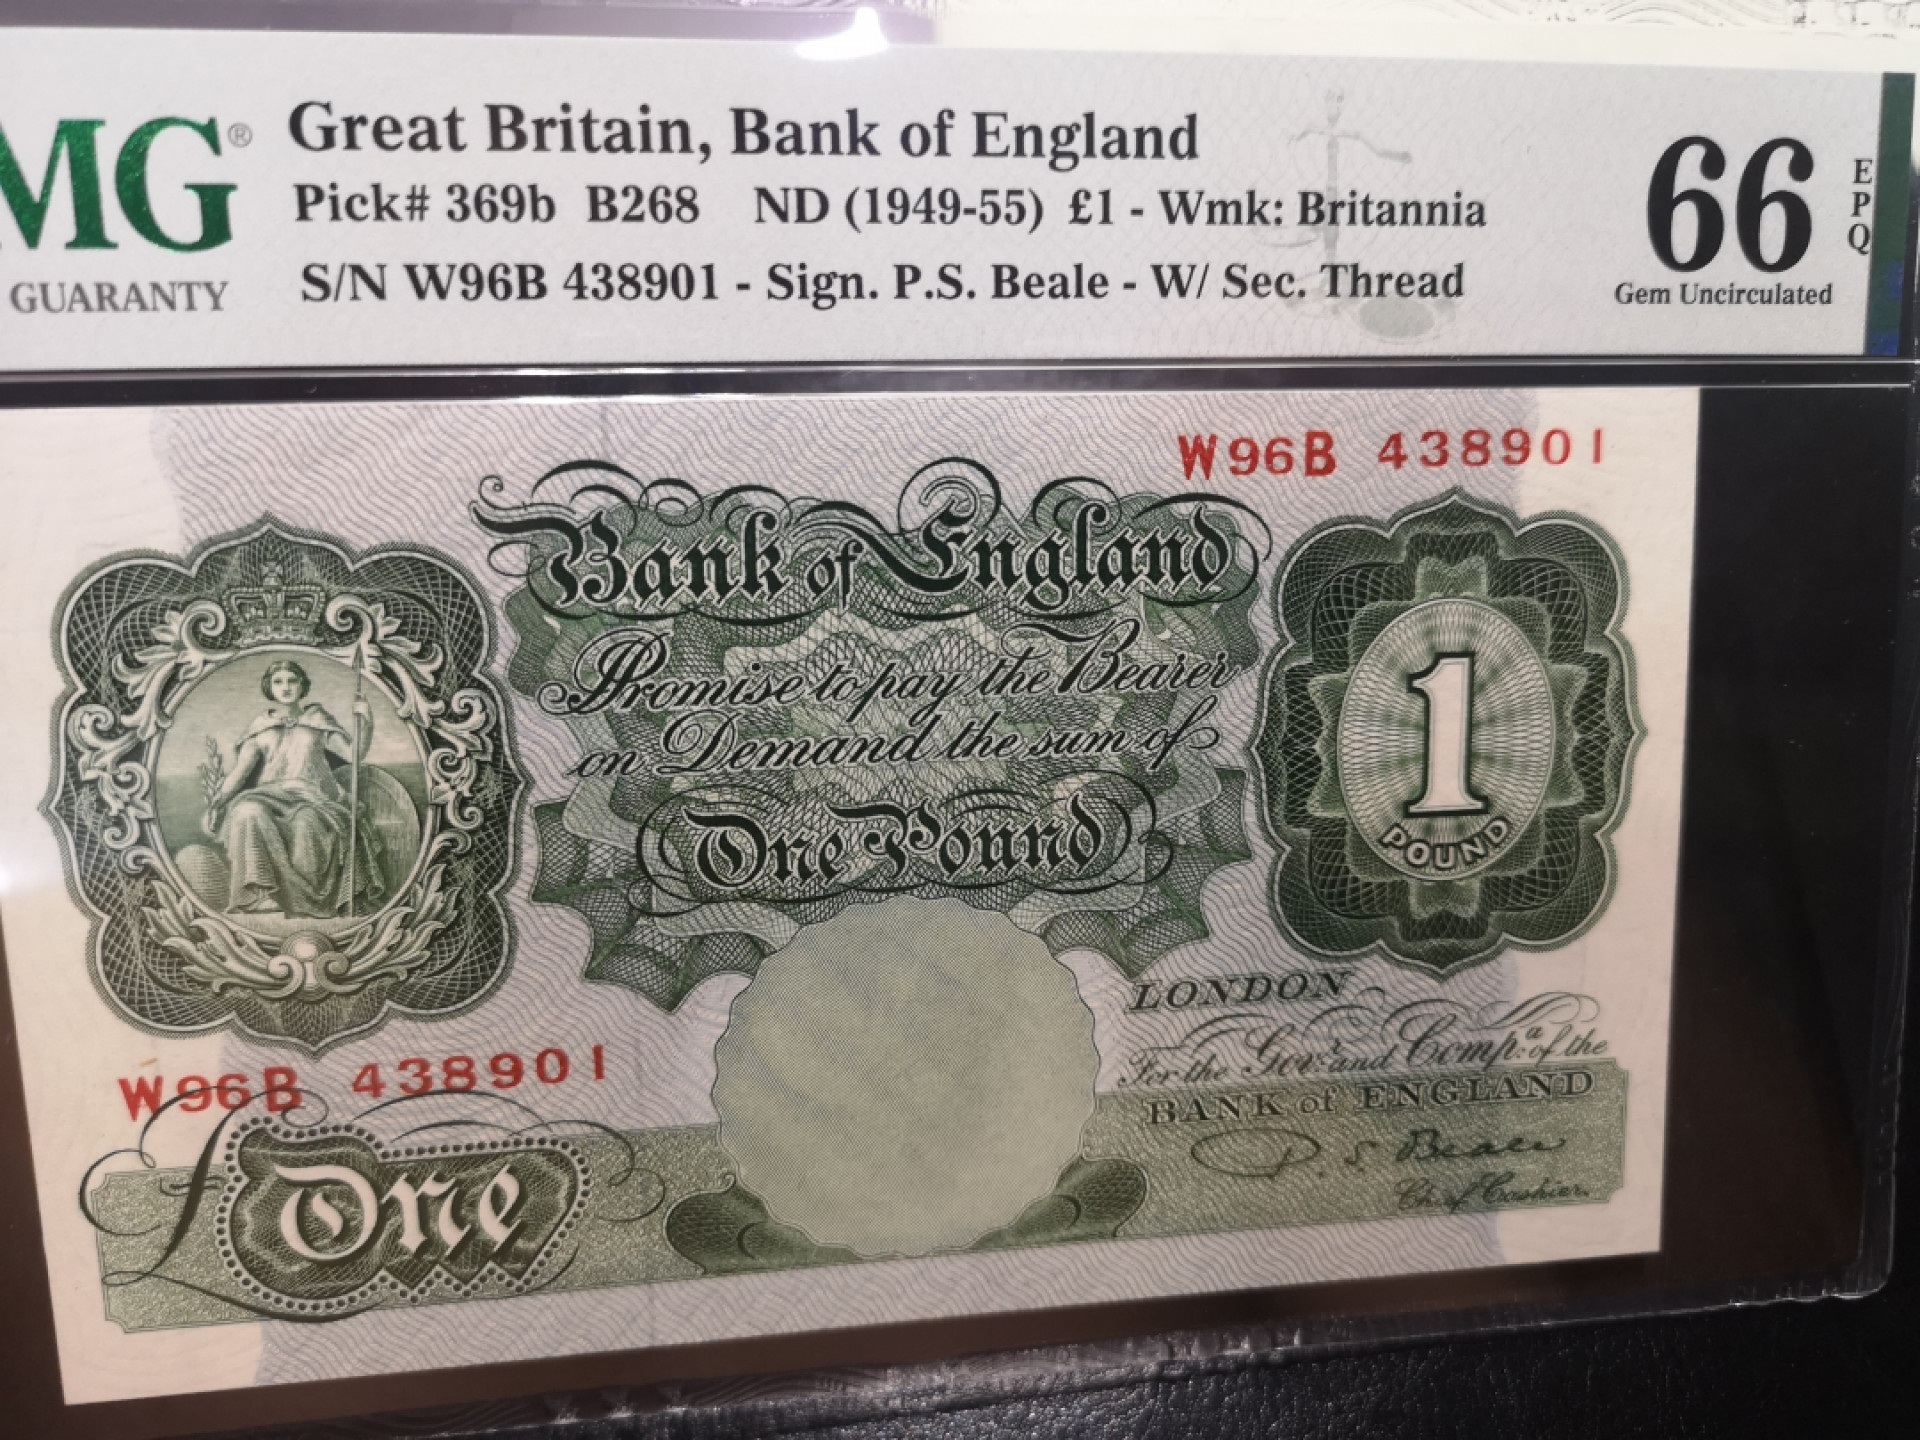 MG®
GUARANTY
Great Britain, Bank of England
Pick# 369b B268 ND (1949-55) £1 - Wmk: Britannia
S/N W96B 438901 - Sign. P.S. Beale - W/ Sec. Thread
66
EPQ
Gem Uncirculated
W96B 438901
Bank of England
Promise to pay the Bearer
on Demand the sum of
One Pound
1
POUND
LONDON
For the Govr. and Compa. of the
BANK of ENGLAND
P. S. Beale
Chief Cashier.
W96B 438901
£ One